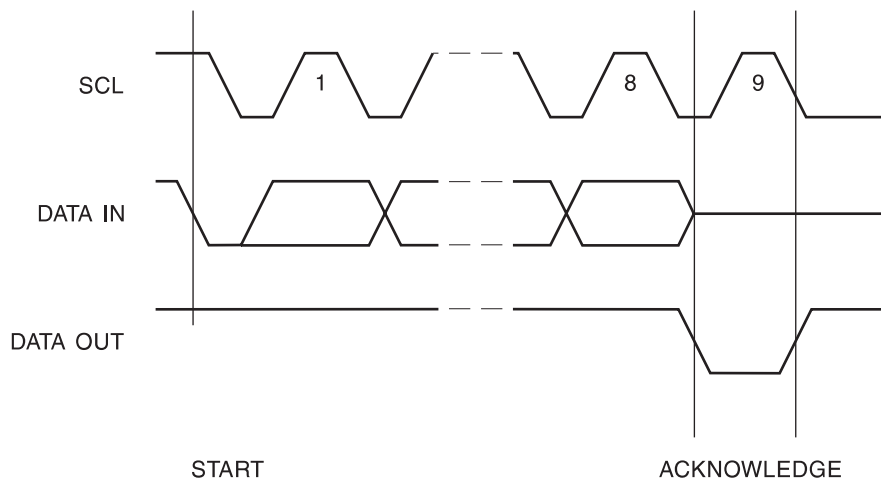 SCL
1
8
9
DATA IN
DATA OUT
START
ACKNOWLEDGE